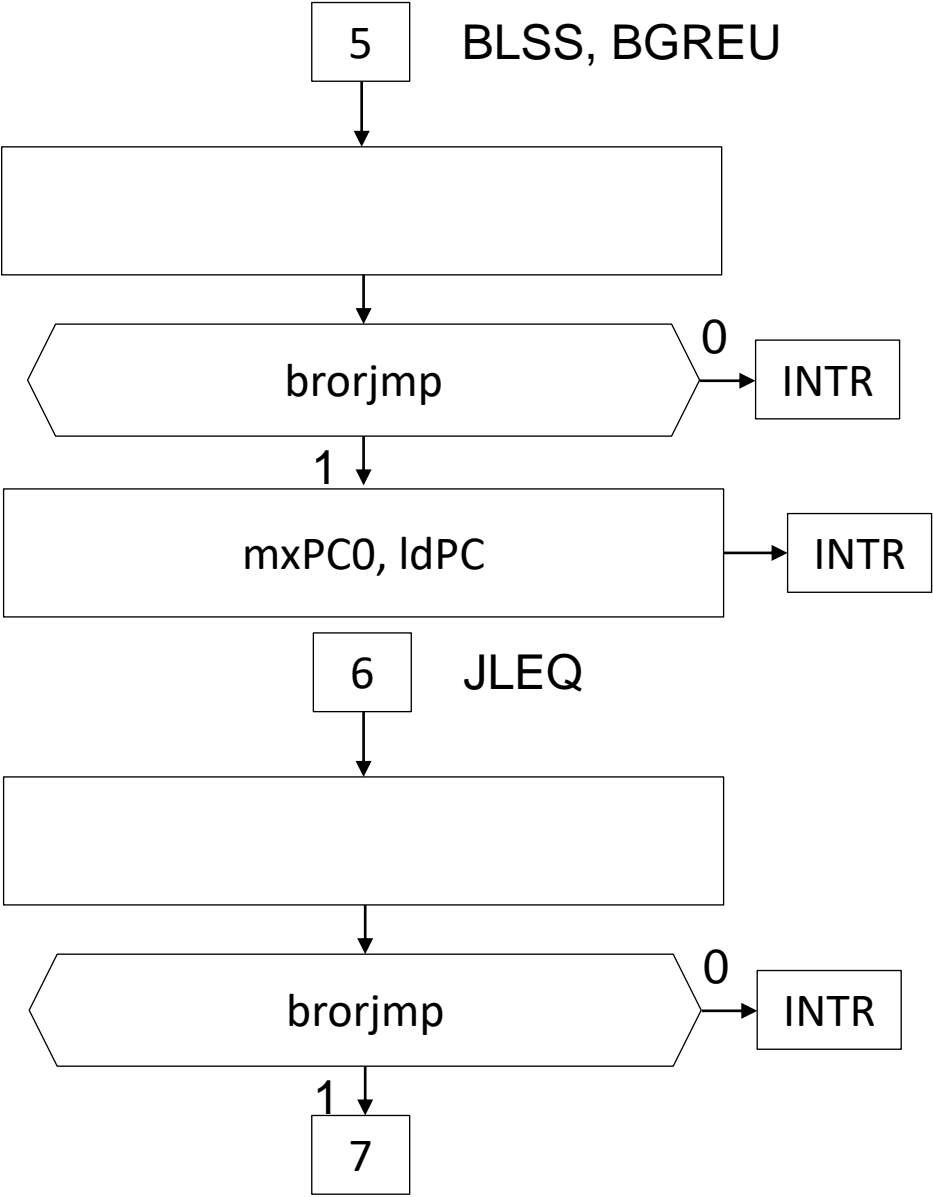 5 BLSS, BGREU
brorjmp
0
INTR
1
mxPC0, ldPC
INTR
6 JLEQ
brorjmp
0
INTR
1
7